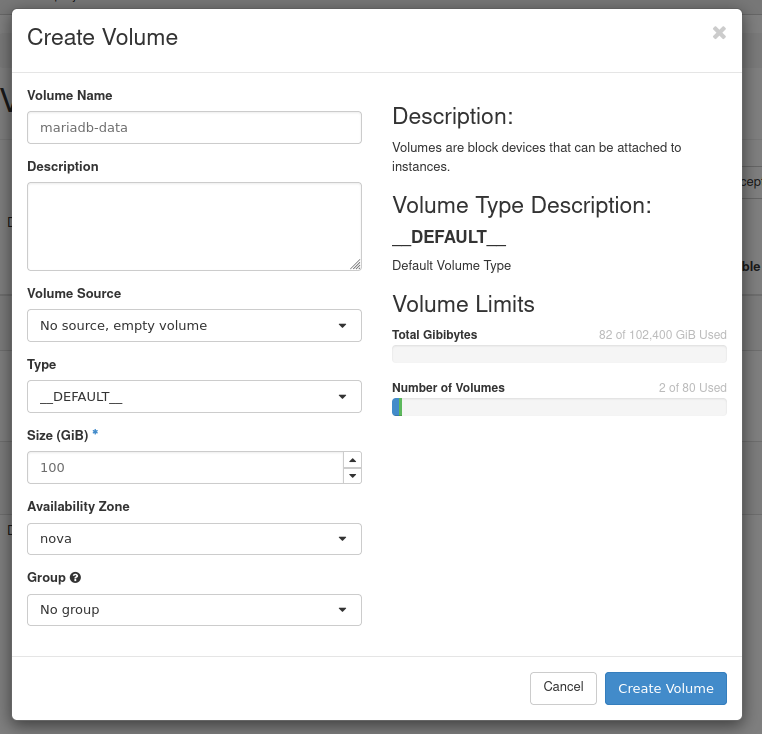 Create Volume
Volume Name
mariadb-data
Description
Volume Source
No source, empty volume
Type
__DEFAULT__
Size (GiB) *
100
Availability Zone
nova
Group
No group
Description:
Volumes are block devices that can be attached to
instances.
Volume Type Description:
__DEFAULT__
Default Volume Type
Volume Limits
Total Gibibytes 82 of 102,400 GiB Used
Number of Volumes 2 of 80 Used
Cancel Create Volume